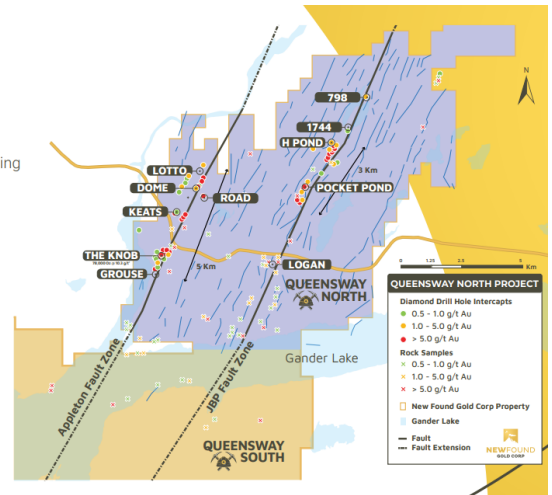 ing
N
798
1744
H POND
LOTTO
DOME
ROAD
3 Km
POCKET POND
KEATS
THE KNOB
GROUSE
5 Km
LOGAN
QUEENSWAY
NORTH
0 1.25 2.5 5
Km
QUEENSWAY NORTH PROJECT
Diamond Drill Hole Intercepts
0.5 - 1.0 g/t Au
1.0 - 5.0 g/t Au
> 5.0 g/t Au
Rock Samples
0.5 - 1.0 g/t Au
1.0 - 5.0 g/t Au
> 5.0 g/t Au
New Found Gold Corp Property
Gander Lake
Fault
Fault Extension
NEWFOUND
GOLD CORP
Gander Lake
Appleton Fault Zone
JBP Fault Zone
QUEENSWAY
SOUTH